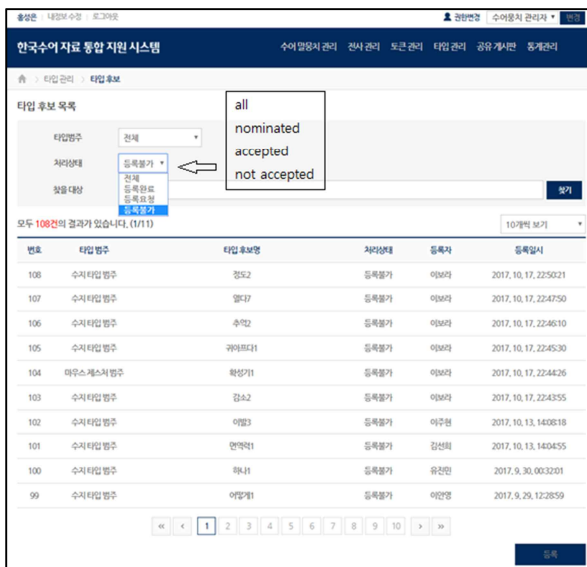 홍성은 내정보수정 로그아웃 권한변경 수어뭉치 관리자 변경
한국수어 자료 통합 지원 시스템 수어 말뭉치 관리 전사 관리 토큰 관리 타입 관리 공유 게시판 통계관리
타입 관리 > 타입 후보
타입 후보 목록
all
nominated
accepted
not accepted
타입범주 전체
처리상태 등록불가
전체
등록완료
등록요청
등록불가
찾을 대상 찾기
모두 108건의 결과가 있습니다. (1/11) 10개씩 보기
번호 타입 범주 타입 후보명 처리상태 등록자 등록일시
108 수지 타입 범주 정도2 등록불가 이보라 2017, 10, 17, 22:50:21
107 수지 타입 범주 열다7 등록불가 이보라 2017, 10, 17, 22:47:50
106 수지 타입 범주 추억2 등록불가 이보라 2017, 10, 17, 22:46:10
105 수지 타입 범주 귀아프다1 등록불가 이보라 2017, 10, 17, 22:45:30
104 마우스 제스처 범주 확성기1 등록불가 이보라 2017, 10, 17, 22:44:26
103 수지 타입 범주 감소2 등록불가 이보라 2017, 10, 17, 22:43:55
102 수지 타입 범주 이발3 등록불가 이주현 2017, 10, 13, 14:08:18
101 수지 타입 범주 면역력1 등록불가 김선희 2017, 10, 13, 14:04:55
100 수지 타입 범주 하나1 등록불가 유진민 2017, 9, 30, 00:32:01
99 수지 타입 범주 어떻게1 등록불가 이안영 2017, 9, 29, 12:28:59
« < 1 2 3 4 5 6 7 8 9 10 > »
등록